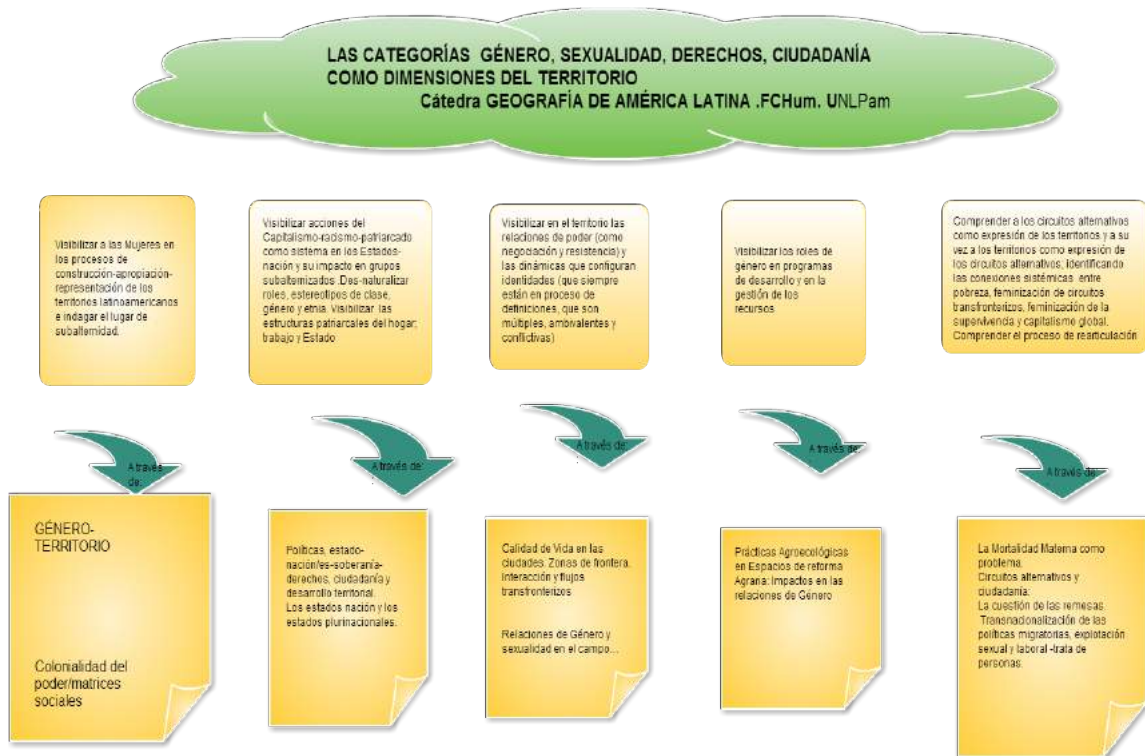 LAS CATEGORÍAS GÉNERO, SEXUALIDAD, DERECHOS, CIUDADANÍA
COMO DIMENSIONES DEL TERRITORIO
Cátedra GEOGRAFÍA DE AMÉRICA LATINA .FCHum. UNLPam
Visibilizar a las Mujeres en
los procesos de
construcción-apropiación-
representación de los
territorios latinoamericanos
e indagar el lugar de
subalternidad.
Visibilizar acciones del
Capitalismo-racismo-patriarcado
como sistema en los Estados-
nación y su impacto en grupos
subalternizados .Des-naturalizar
roles, estereotipos de clase,
género y etnia. Visibilizar las
estructuras patriarcales del hogar;
trabajo y Estado
Visibilizar en el territorio las
relaciones de poder (como
negociación y resistencia) y
las dinámicas que configuran
identidades (que siempre
están en proceso de
definiciones, que son
múltiples, ambivalentes y
conflictivas)
Visibilizar los roles de
género en programas
de desarrollo y en la
gestión de los
recursos
Comprender a los circuitos alternativos
como expresión de los territorios y a su
vez a los territorios como expresión de
los circuitos alternativos, identificando
las conexiones sistémicas entre
pobreza, feminización de circuitos
transfronterizos, feminización de la
supervivencia y capitalismo global.
Comprender el proceso de rearticulación
A través
de:
A través de:
:
A través de:
:
A través de:
A través de:
GÉNERO-
TERRITORIO
Colonialidad del
poder/matrices
sociales
Políticas, estado-
nación/es-soberanía-
derechos, ciudadanía y
desarrollo territorial.
Los estados nación y los
estados plurinacionales.
Calidad de Vida en las
ciudades. Zonas de frontera.
Interacción y flujos
transfronterizos
Relaciones de Género y
sexualidad en el campo...
Prácticas Agroecológicas
en Espacios de reforma
Agraria: Impactos en las
relaciones de Género
La Mortalidad Materna como
problema.
Circuitos alternativos y
ciudadanía:
La cuestión de las remesas.
Transnacionalización de las
políticas migratorias, explotación
sexual y laboral -trata de
personas.